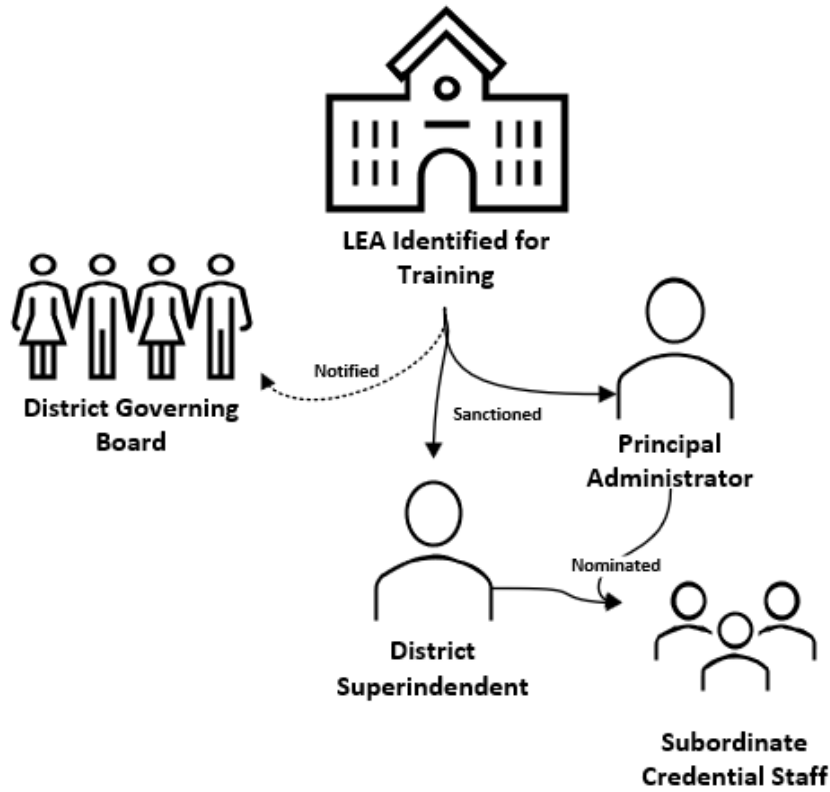 LEA Identified for
Training
Notified
District Governing
Board
Sanctioned
Principal
Administrator
Nominated
District
Superindendent
Subordinate
Credential Staff